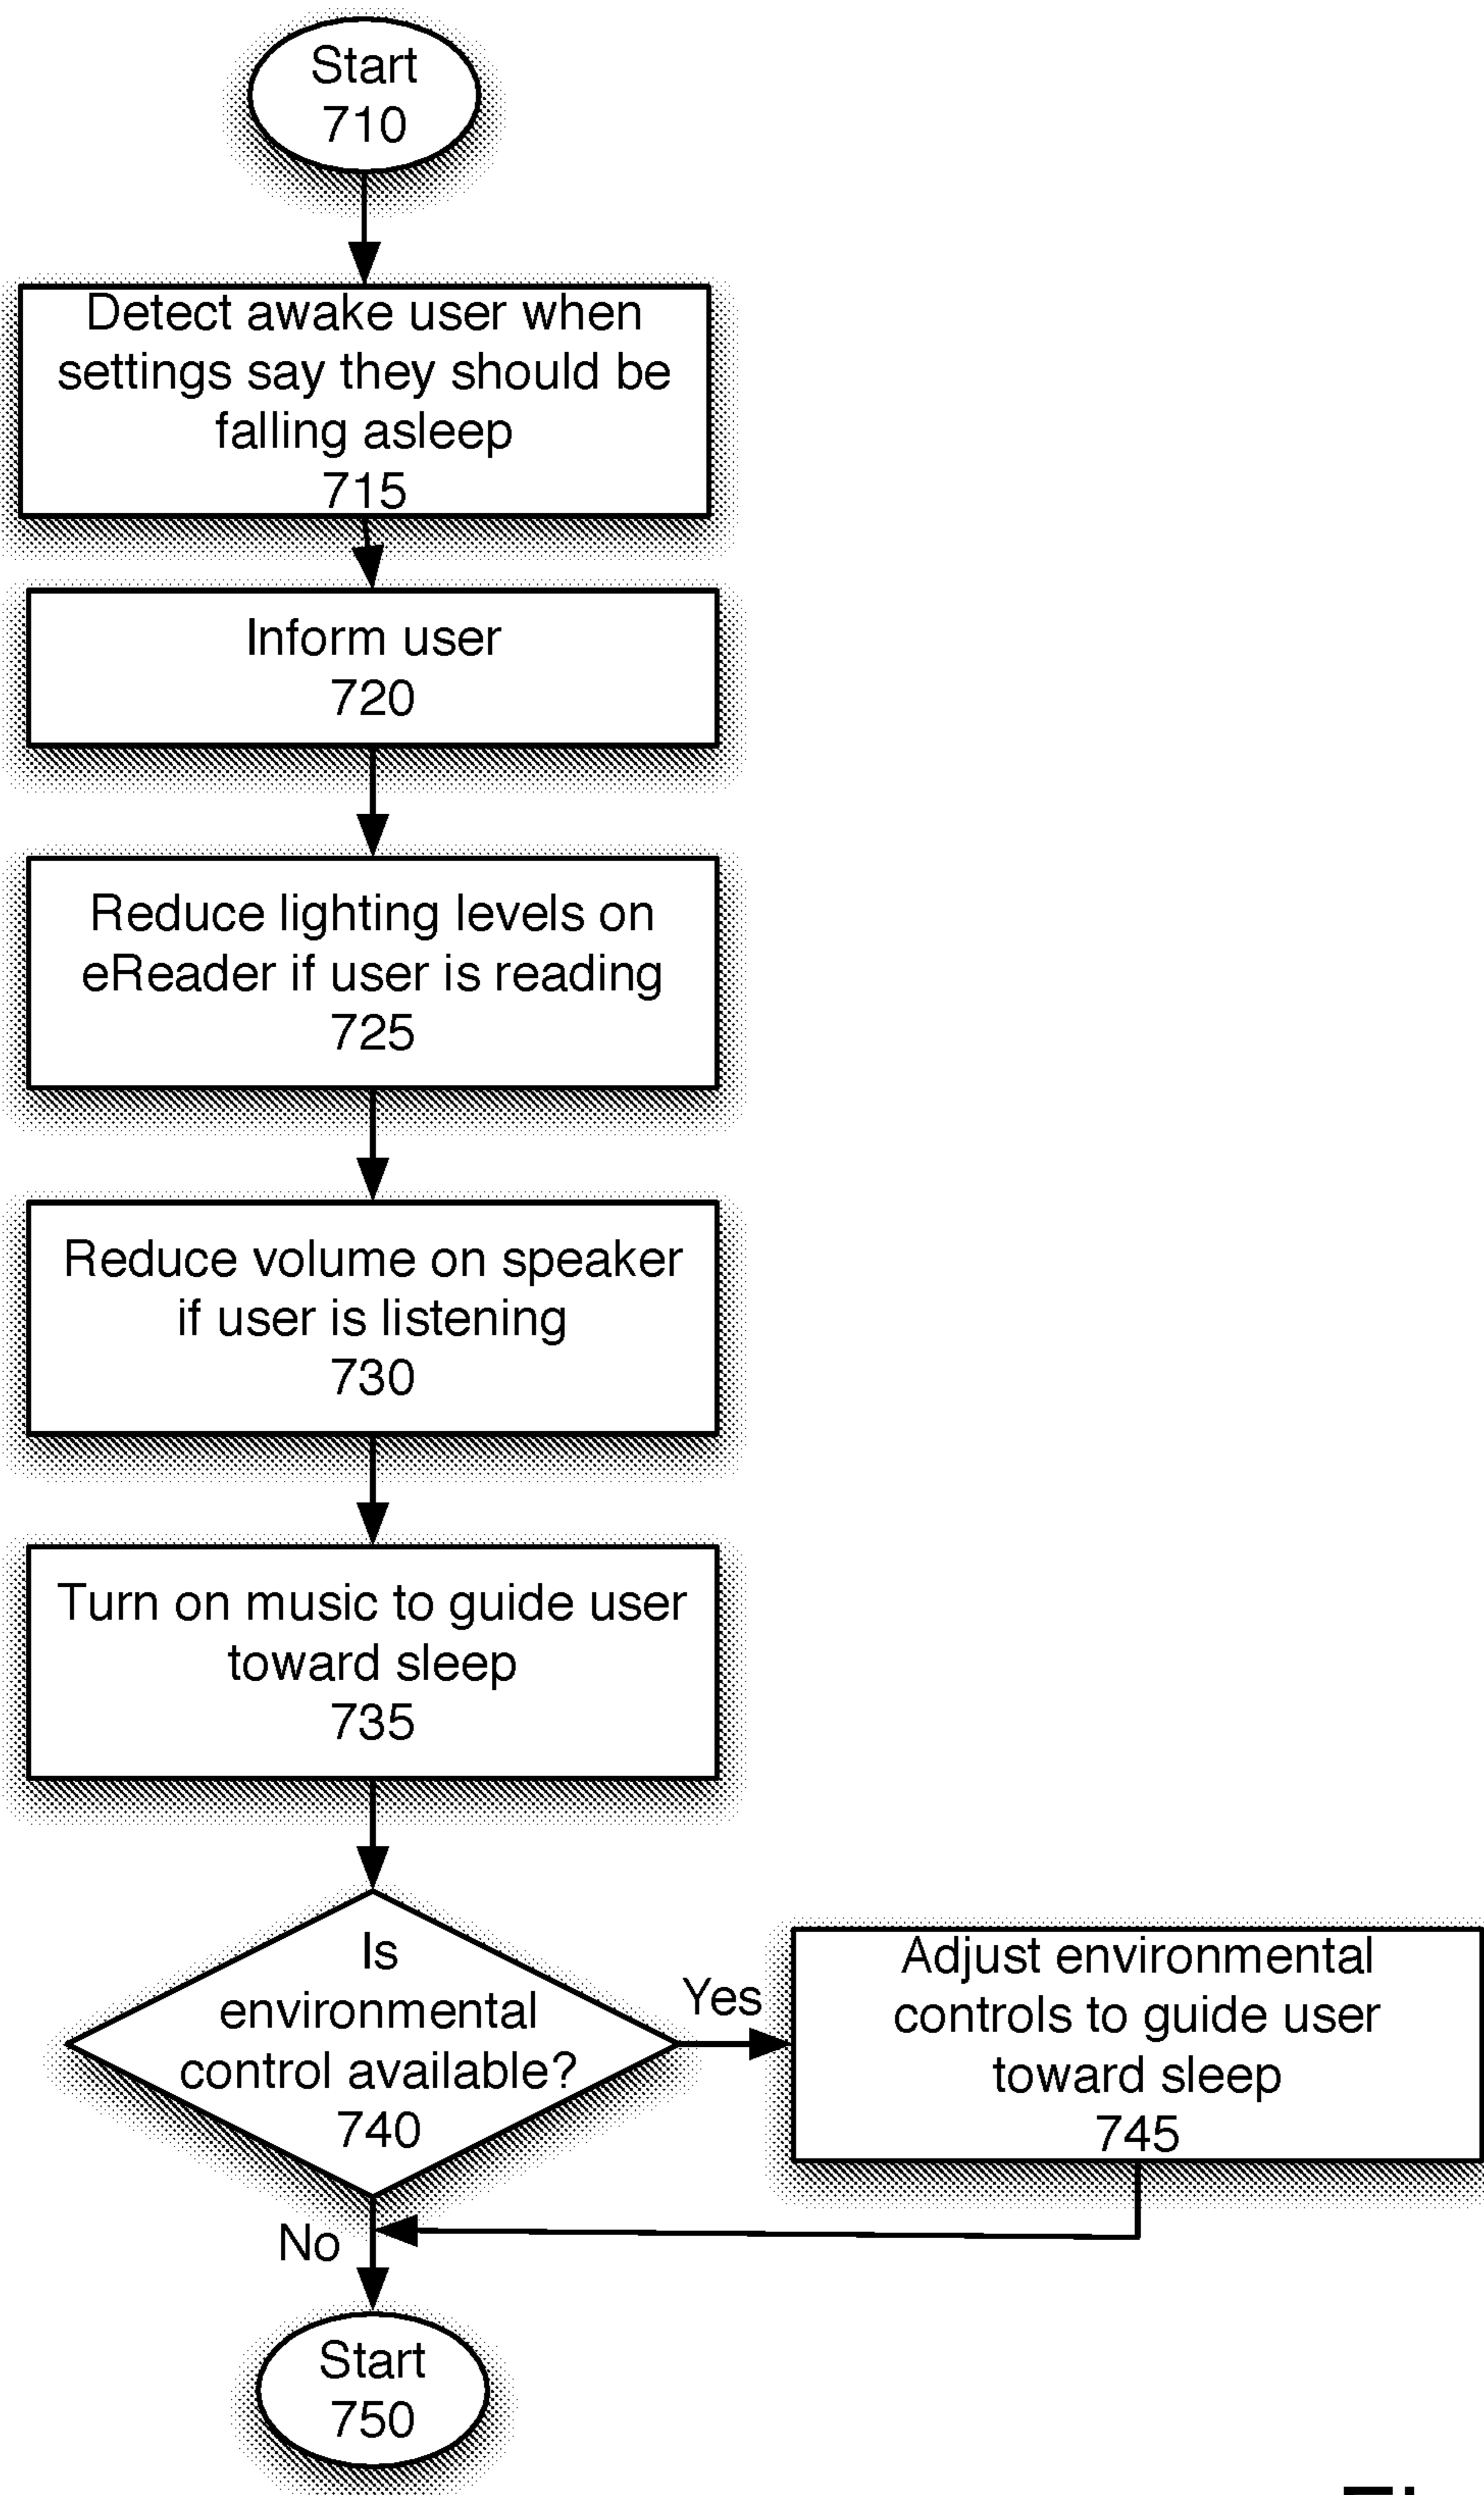 Start
710
Detect awake user when
settings say they should be
falling asleep
715
Inform user
720
Reduce lighting levels on
eReader if user is reading
725
Reduce volume on speaker
if user is listening
730
Turn on music to guide user
toward sleep
735
Is
environmental
control available?
740
Yes
Adjust environmental
controls to guide user
toward sleep
745
No
Start
750